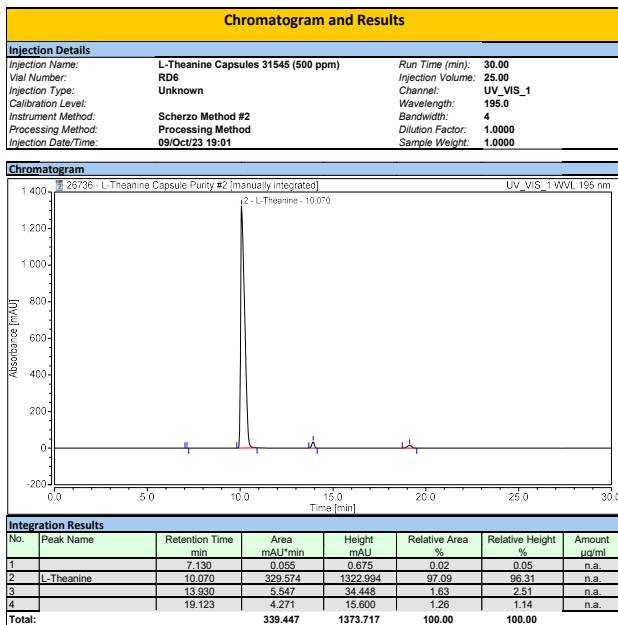 Chromatogram and Results
Injection Details
Injection Name: L-Theanine Capsules 31545 (500 ppm) Run Time (min): 30.00
Vial Number: RD6 Injection Volume: 25.00
Injection Type: Unknown Channel: UV_VIS_1
Calibration Level: Wavelength: 195.0
Instrument Method: Scherzo Method #2 Bandwidth: 4
Processing Method: Processing Method Dilution Factor: 1.0000
Injection Date/Time: 09/Oct/23 19:01 Sample Weight: 1.0000
Chromatogram
26736 - L-Theanine Capsule Purity #2 [manually integrated] UV_VIS_1 WVL:195 nm
1,400
2 - L-Theanine - 10.070
1,000
800
600
400
200
0
-200
Absorbance [mAU]
0.0 5.0 10.0 15.0 20.0 25.0 30.0
Time [min]
Integration Results
No. Peak Name Retention Time Area Height Relative Area Relative Height Amount
min mAU*min mAU % % µg/ml
1 7.130 0.055 0.675 0.02 0.05 n.a.
2 L-Theanine 10.070 329.574 1322.994 97.09 96.31 n.a.
3 13.930 5.547 34.448 1.63 2.51 n.a.
4 19.123 4.271 15.600 1.26 1.14 n.a.
Total: 339.447 1373.717 100.00 100.00